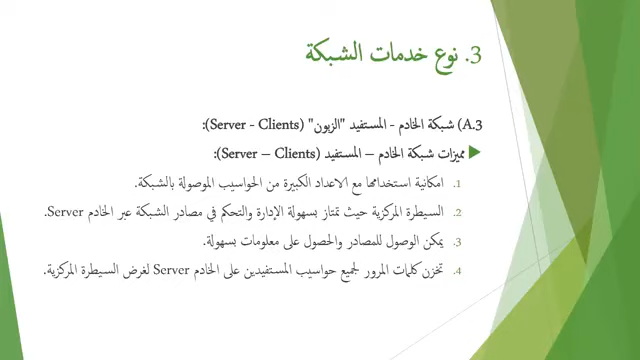 3. نوع خدمات الشبكة
A.3) شبكة الخادم - المستفيد "الزبون" (Server - Clients):
مميزات شبكة الخادم – المستفيد (Server – Clients):
1. امكانية استخدامها مع الاعداد الكبيرة من الحواسيب الموصولة بالشبكة.
2. السيطرة المركزية حيث تمتاز بسهولة الإدارة والتحكم في مصادر الشبكة عبر الخادم Server.
3. يمكن الوصول للمصادر والحصول على معلومات بسهولة.
4. تخزن كلمات المرور لجميع حواسيب المستفيدين على الخادم Server لغرض السيطرة المركزية.